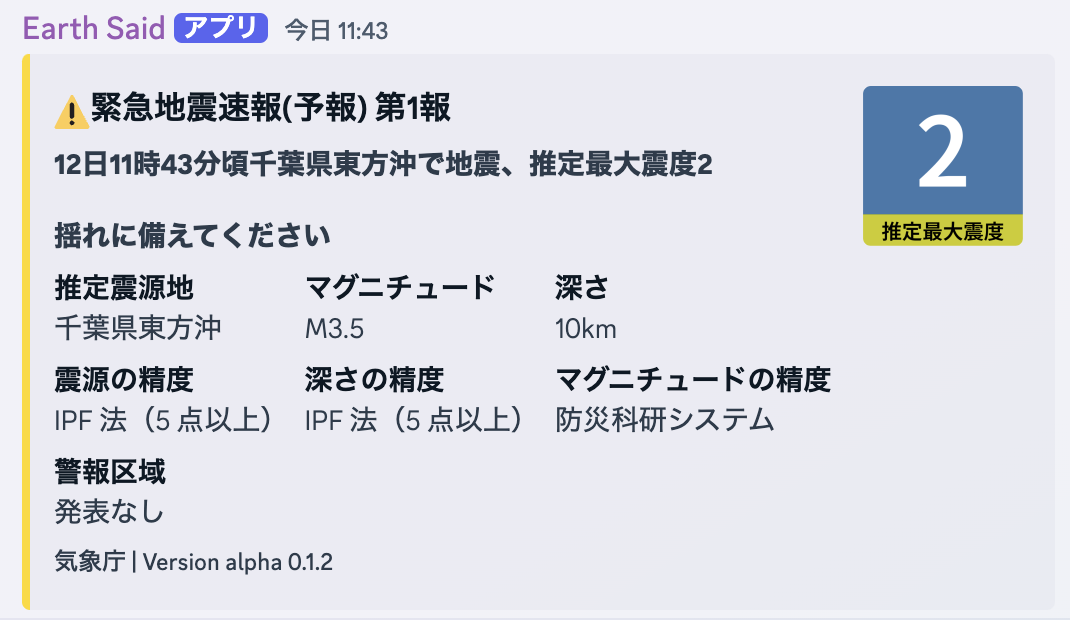 Earth Said アプリ 今日 11:43
⚠️緊急地震速報(予報) 第1報
12日11時43分頃千葉県東方沖で地震、推定最大震度2
2
推定最大震度
揺れに備えてください
推定震源地 マグニチュード 深さ
千葉県東方沖 M3.5 10km
震源の精度 深さの精度 マグニチュードの精度
IPF 法（5 点以上） IPF 法（5 点以上） 防災科研システム
警報区域
発表なし
気象庁 | Version alpha 0.1.2